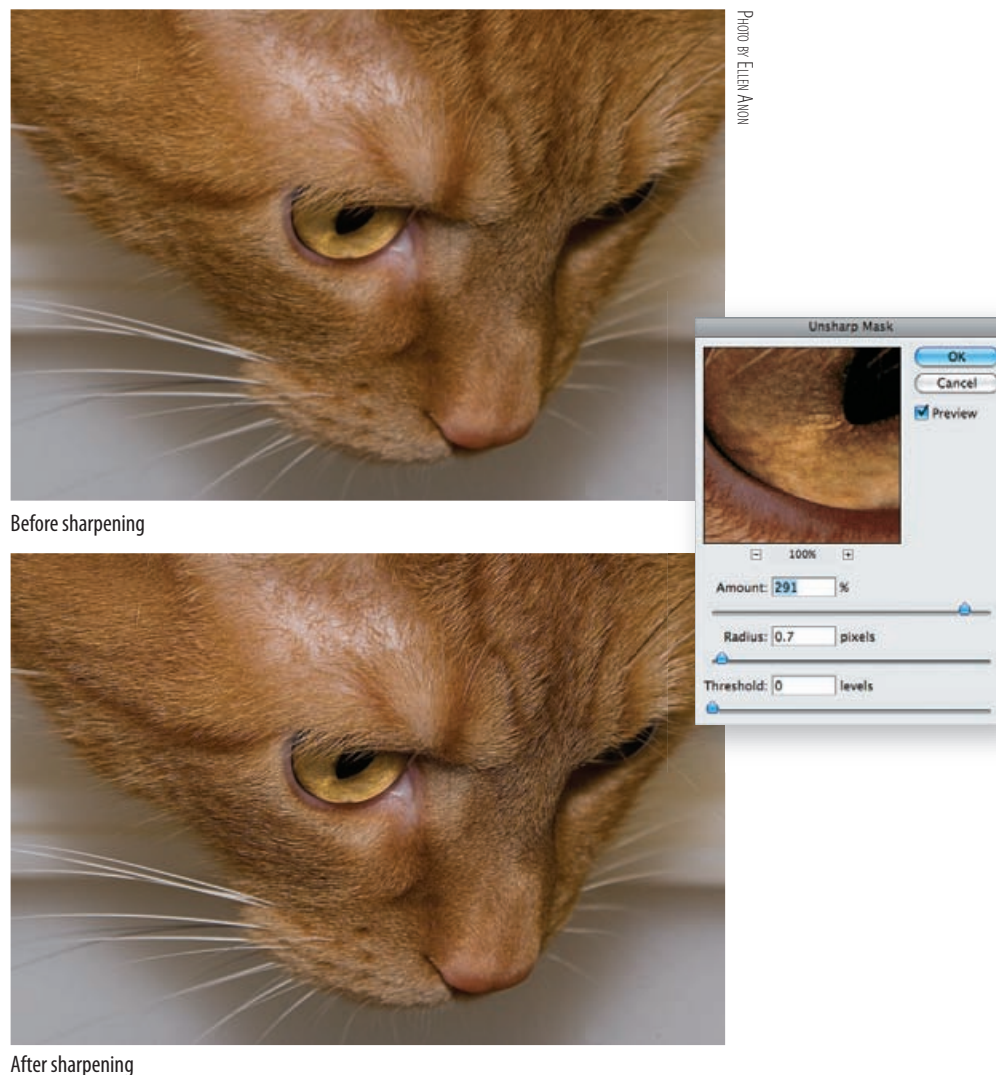 PHOTO BY ELLEN ANON
Before sharpening
Unsharp Mask
OK
Cancel
Preview
100%
Amount: 291 %
Radius: 0.7 pixels
Threshold: 0 levels
After sharpening